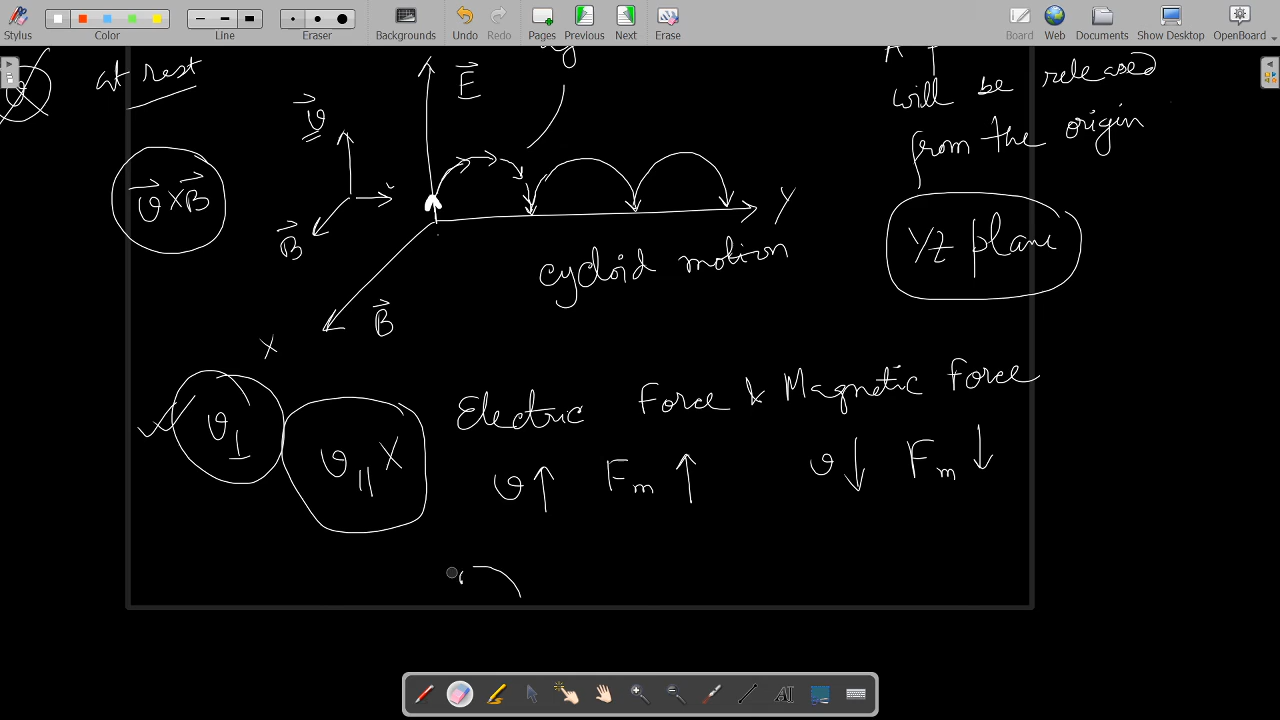 Stylus
Color
Line
Eraser
Backgrounds
Undo
Redo
Pages
Previous
Next
Erase
Board
Web
Documents
Show Desktop
OpenBoard
at rest
E
v
v × B
B
Y
will be released
from the origin
YZ plane
cycloid motion
B
X
Electric Force & Magnetic Force
v⊥
v|| X
v↑ Fm ↑ v↓ Fm ↓